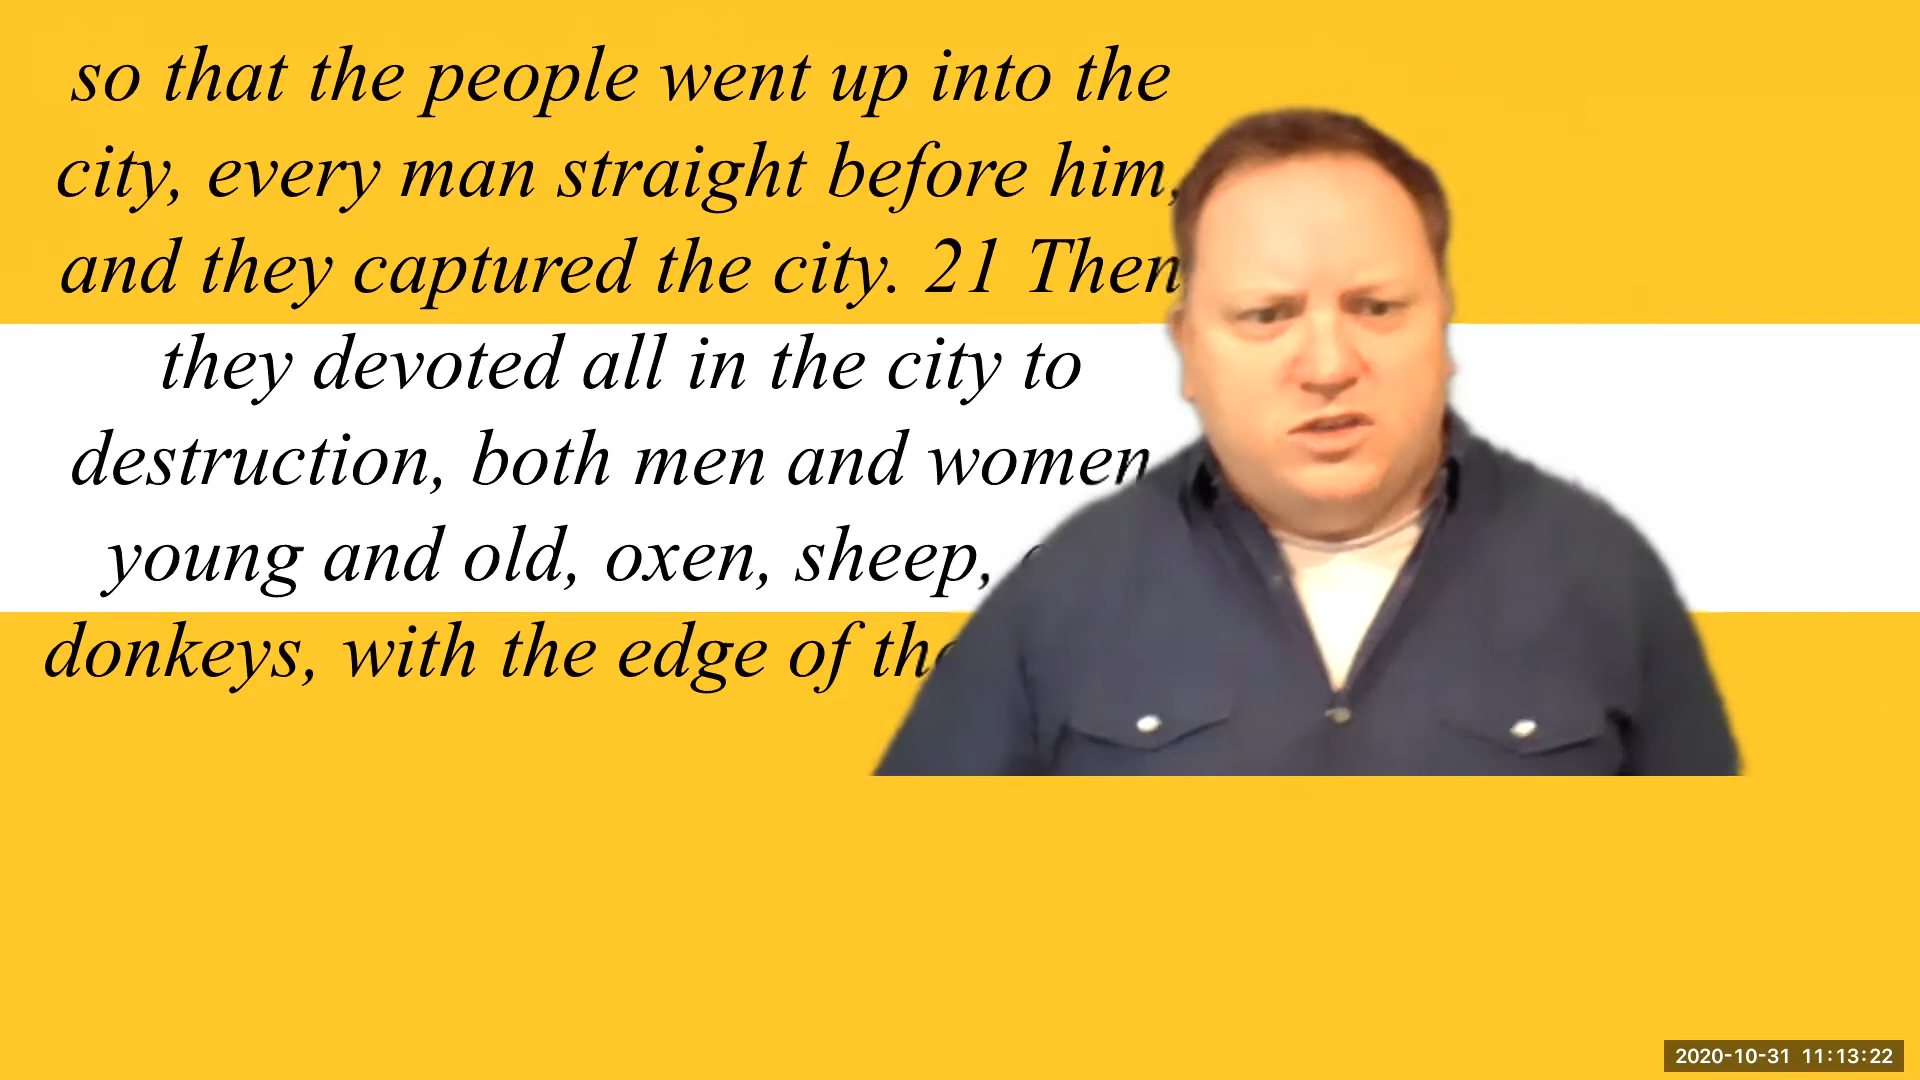 so that the people went up into the
city, every man straight before him,
and they captured the city. 21 Then
they devoted all in the city to
destruction, both men and women
young and old, oxen, sheep,
donkeys, with the edge of the
2020-10-31 11:13:22